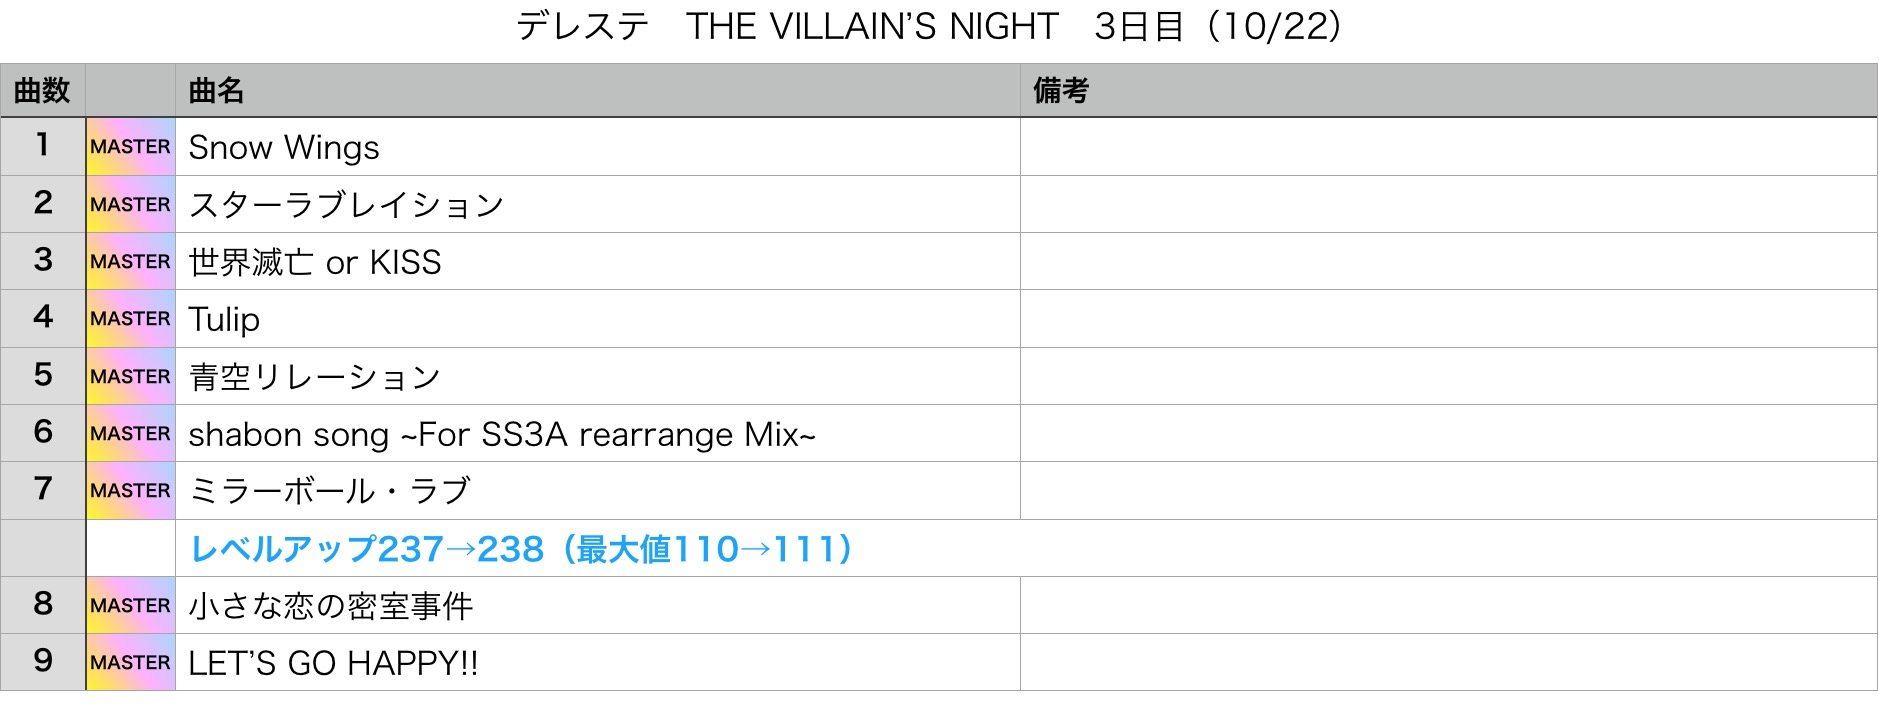 デレステ　THE VILLAIN’S NIGHT　3日目（10/22）
曲数 曲名 備考
1 MASTER Snow Wings
2 MASTER スターラブレイション
3 MASTER 世界滅亡 or KISS
4 MASTER Tulip
5 MASTER 青空リレーション
6 MASTER shabon song ~For SS3A rearrange Mix~
7 MASTER ミラーボール・ラブ
レベルアップ237→238（最大値110→111）
8 MASTER 小さな恋の密室事件
9 MASTER LET’S GO HAPPY!!